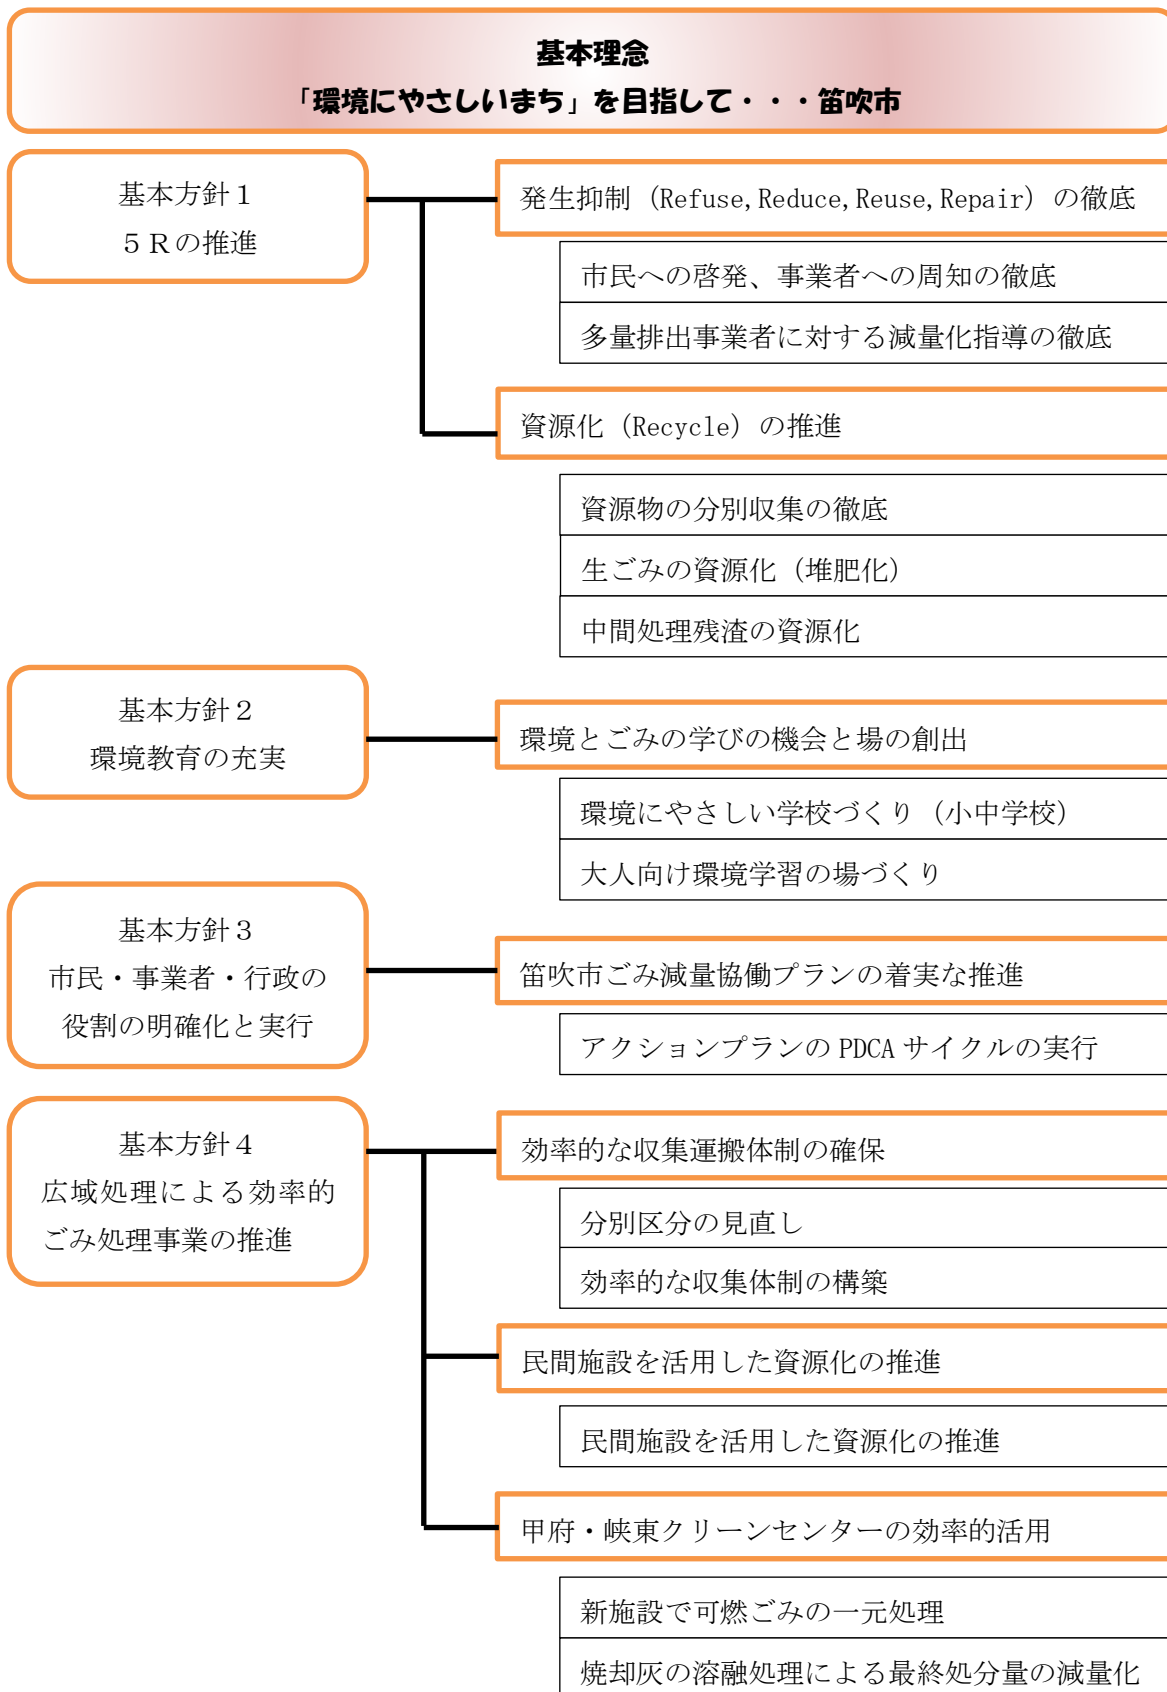 基本理念
「環境にやさしいまち」を目指して・・・笛吹市
基本方針１
５Ｒの推進
発生抑制（Refuse,Reduce,Reuse,Repair）の徹底
市民への啓発、事業者への周知の徹底
多量排出事業者に対する減量化指導の徹底
資源化（Recycle）の推進
資源物の分別収集の徹底
生ごみの資源化（堆肥化）
中間処理残渣の資源化
基本方針２
環境教育の充実
環境とごみの学びの機会と場の創出
環境にやさしい学校づくり（小中学校）
大人向け環境学習の場づくり
基本方針３
市民・事業者・行政の
役割の明確化と実行
笛吹市ごみ減量協働プランの着実な推進
アクションプランの PDCA サイクルの実行
基本方針４
広域処理による効率的
ごみ処理事業の推進
効率的な収集運搬体制の確保
分別区分の見直し
効率的な収集体制の構築
民間施設を活用した資源化の推進
民間施設を活用した資源化の推進
甲府・峡東クリーンセンターの効率的活用
新施設で可燃ごみの一元処理
焼却灰の溶融処理による最終処分量の減量化